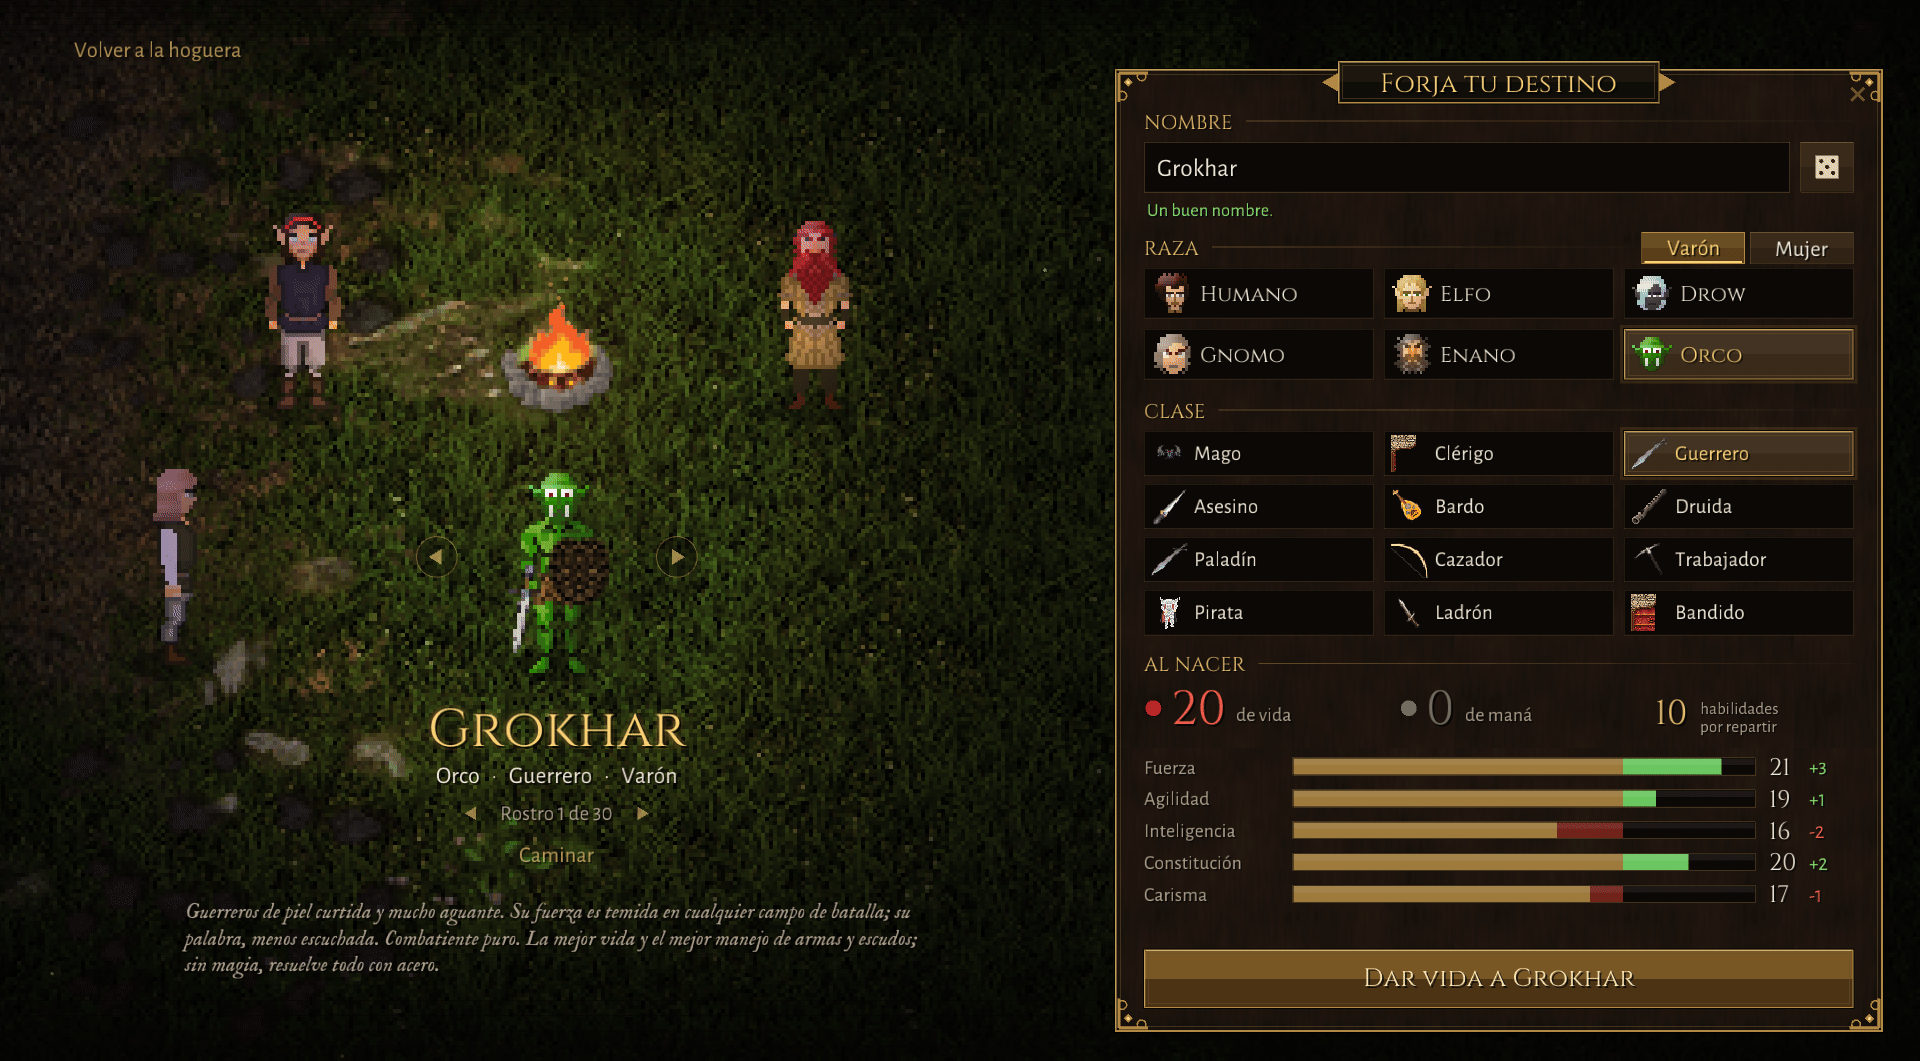 Volver a la hoguera
Forja tu destino
Nombre
Grokhar
Un buen nombre.
Raza
Varón
Mujer
Humano
Elfo
Drow
Gnomo
Enano
Orco
Clase
Mago
Clérigo
Guerrero
Asesino
Bardo
Druida
Paladín
Cazador
Trabajador
Pirata
Ladrón
Bandido
Al nacer
20 de vida
0 de maná
10 habilidades
por repartir
Fuerza 21 +3
Agilidad 19 +1
Inteligencia 16 -2
Constitución 20 +2
Carisma 17 -1
Dar vida a Grokhar
Grokhar
Orco · Guerrero · Varón
Rostro 1 de 30
Caminar
Guerreros de piel curtida y mucho aguante. Su fuerza es temida en cualquier campo de batalla; su
palabra, menos escuchada. Combatiente puro. La mejor vida y el mejor manejo de armas y escudos;
sin magia, resuelve todo con acero.